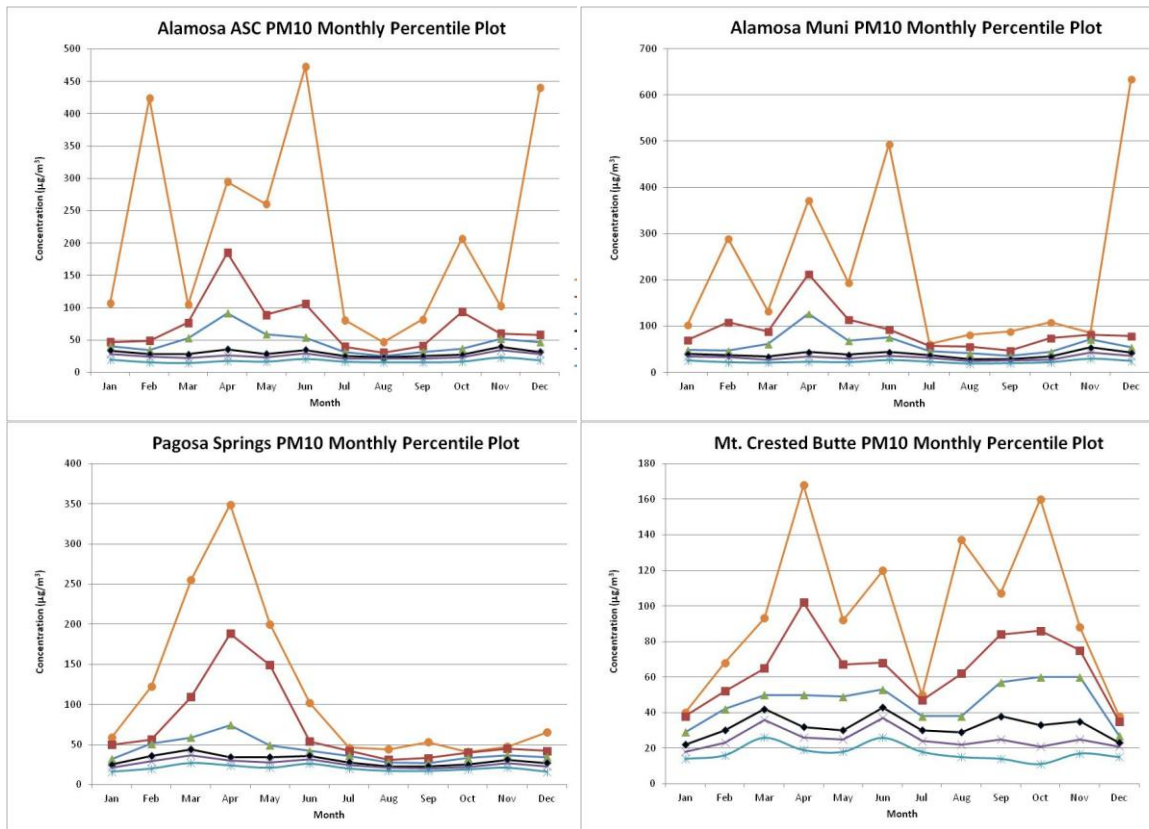 Alamosa ASC PM10 Monthly Percentile Plot
500
450
400
350
300
250
200
150
100
50
0
Concentration (µg/m³)
Jan Feb Mar Apr May Jun Jul Aug Sep Oct Nov Dec
Month
Alamosa Muni PM10 Monthly Percentile Plot
700
600
500
400
300
200
100
0
Concentration (µg/m³)
Jan Feb Mar Apr May Jun Jul Aug Sep Oct Nov Dec
Month
Pagosa Springs PM10 Monthly Percentile Plot
400
350
300
250
200
150
100
50
0
Concentration (µg/m³)
Jan Feb Mar Apr May Jun Jul Aug Sep Oct Nov Dec
Month
Mt. Crested Butte PM10 Monthly Percentile Plot
180
160
140
120
100
80
60
40
20
0
Concentration (µg/m³)
Jan Feb Mar Apr May Jun Jul Aug Sep Oct Nov Dec
Month